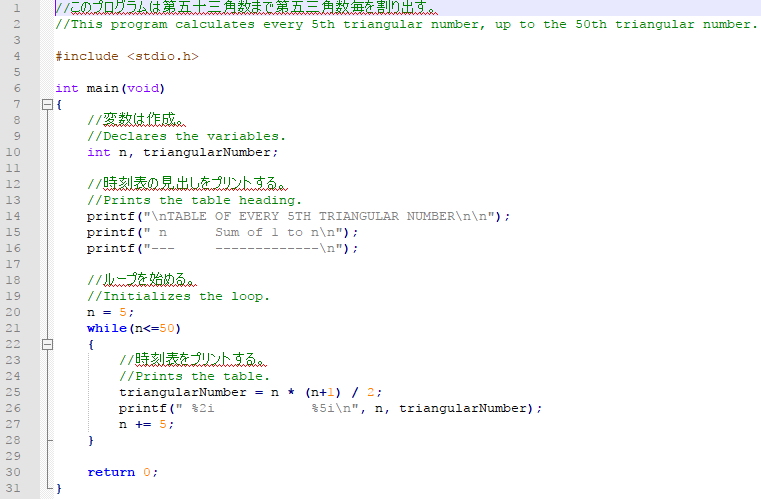 1 //このプログラムは第五十三角数まで第五三角数毎を割り出す。
2 //This program calculates every 5th triangular number, up to the 50th triangular number.
3
4 #include <stdio.h>
5
6 int main(void)
7 {
8 //変数は作成。
9 //Declares the variables.
10 int n, triangularNumber;
11
12 //時刻表の見出しをプリントする。
13 //Prints the table heading.
14 printf("\nTABLE OF EVERY 5TH TRIANGULAR NUMBER\n\n");
15 printf(" n      Sum of 1 to n\n");
16 printf("---     -------------\n");
17
18 //ループを始める。
19 //Initializes the loop.
20 n = 5;
21 while(n<=50)
22 {
23 //時刻表をプリントする。
24 //Prints the table.
25 triangularNumber = n * (n+1) / 2;
26 printf(" %2i            %5i\n", n, triangularNumber);
27 n += 5;
28 }
29
30 return 0;
31 }